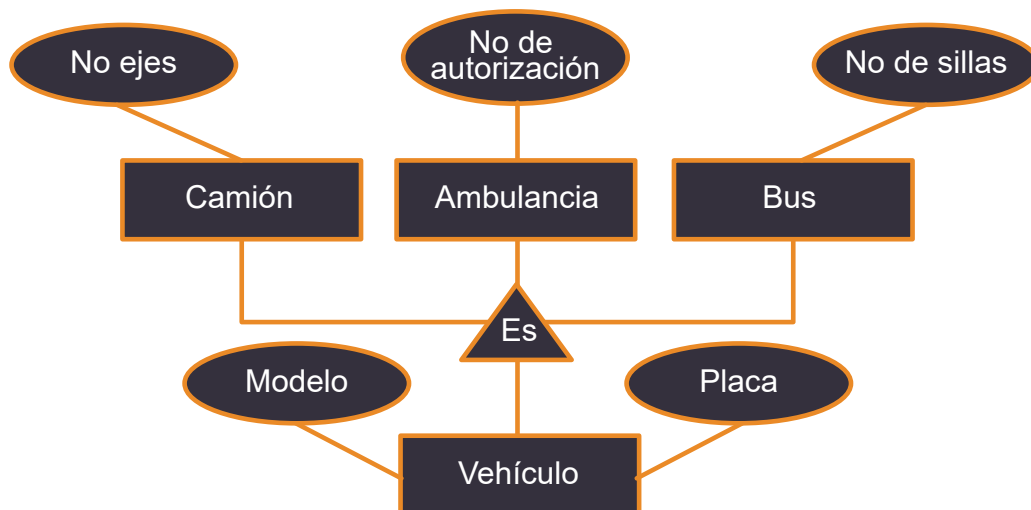 No ejes
No de
autorización
No de sillas
Camión
Ambulancia
Bus
Es
Modelo
Placa
Vehículo